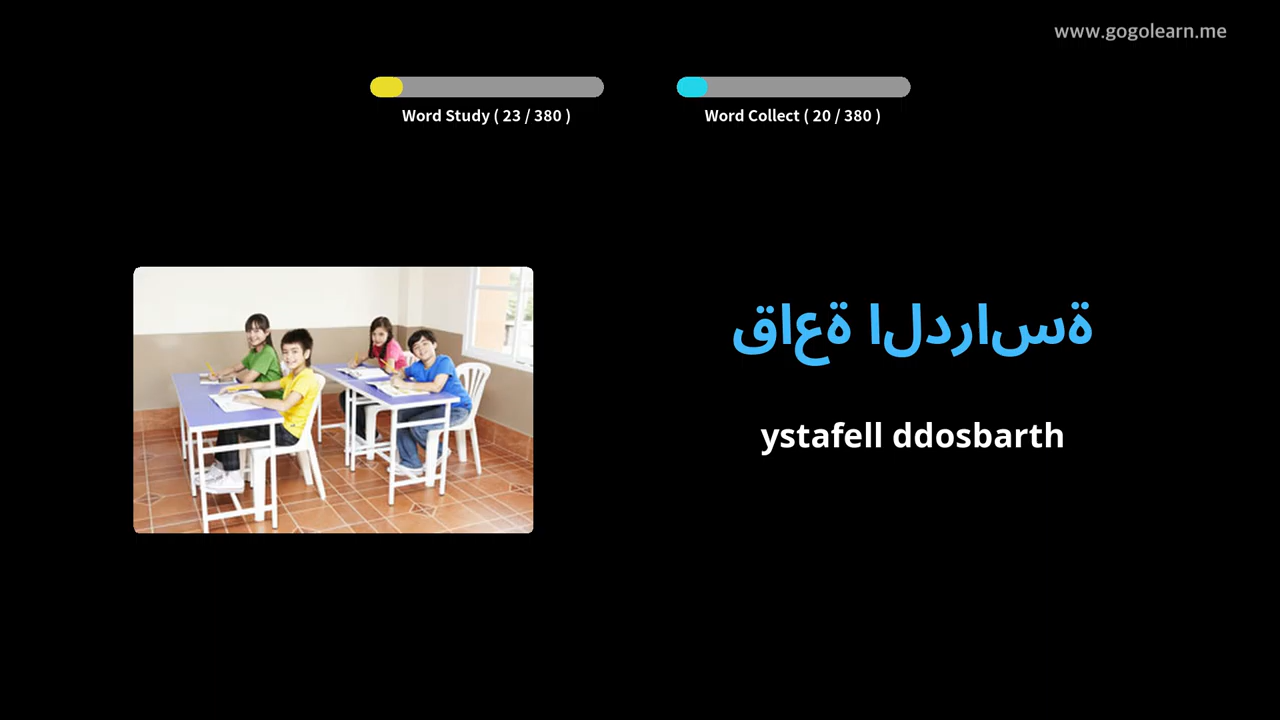 www.gogolearn.me
Word Study ( 23 / 380 )
Word Collect ( 20 / 380 )
قاعة الدراسة
ystafell ddosbarth